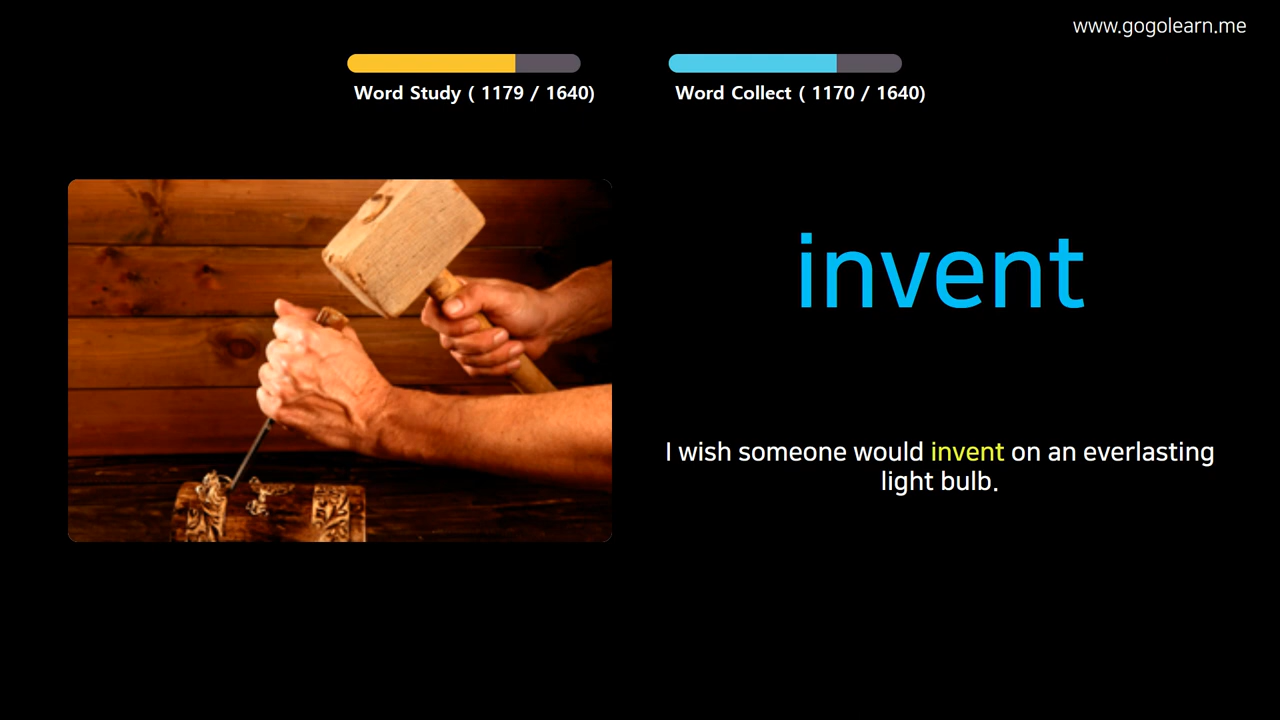 www.gogolearn.me
Word Study ( 1179 / 1640)
Word Collect ( 1170 / 1640)
invent
I wish someone would invent on an everlasting
light bulb.